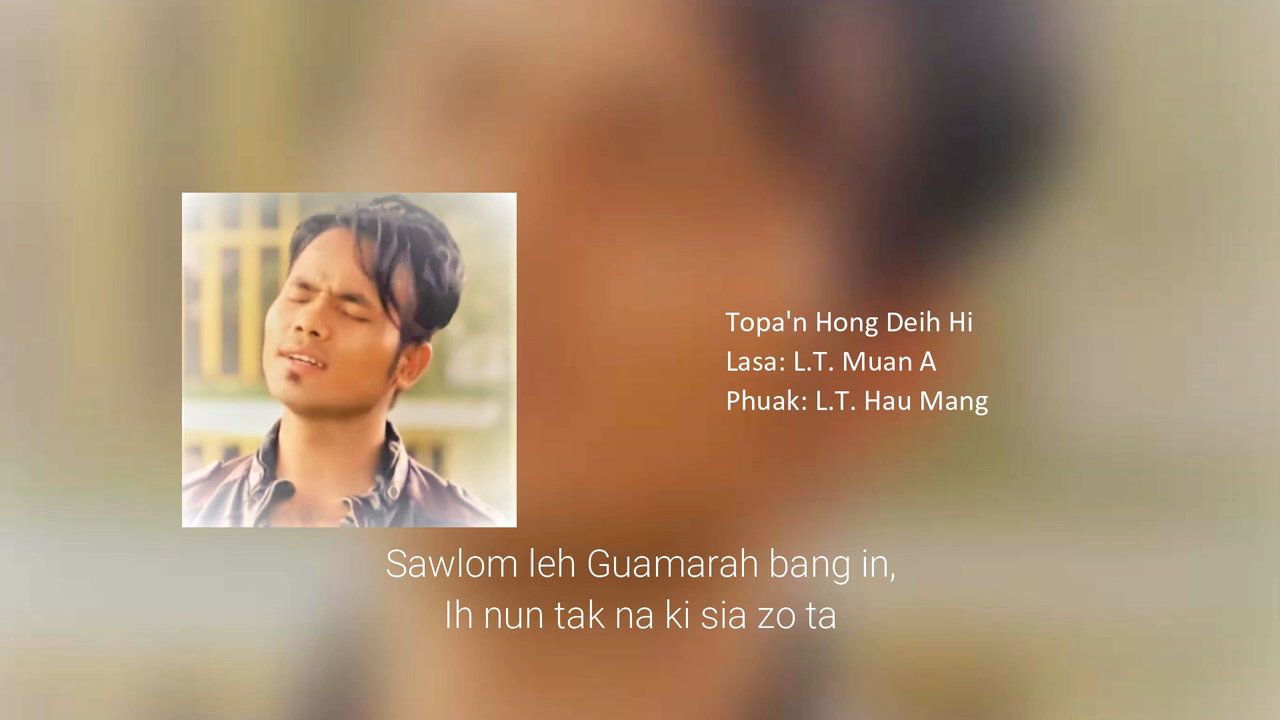 Topa'n Hong Deih Hi
Lasa: L.T. Muan A
Phuak: L.T. Hau Mang
Sawlom leh Guamarah bang in,
Ih nun tak na ki sia zo ta